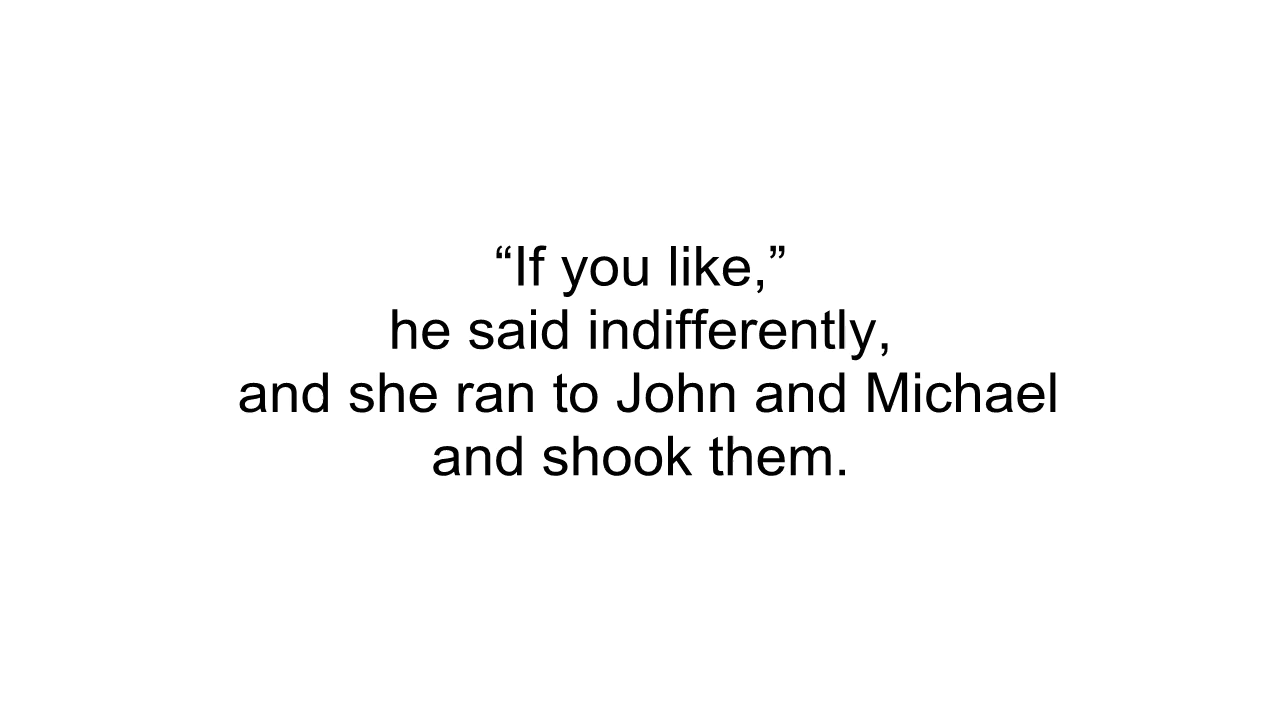 “If you like,”
he said indifferently,
and she ran to John and Michael
and shook them.